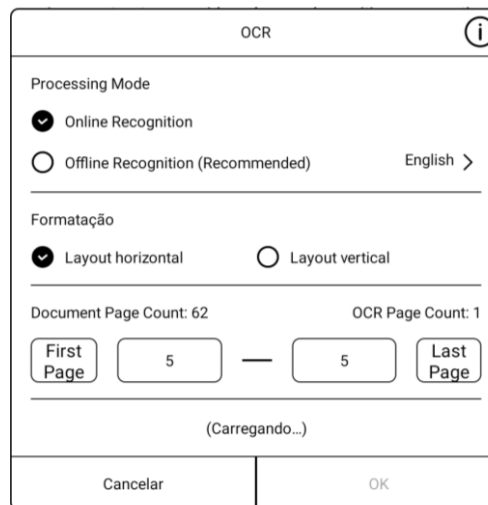 OCR
Processing Mode
Online Recognition
Offline Recognition (Recommended) English
Formatação
Layout horizontal Layout vertical
Document Page Count: 62 OCR Page Count: 1
First Page 5 — 5 Last Page
(Carregando...)
Cancelar OK